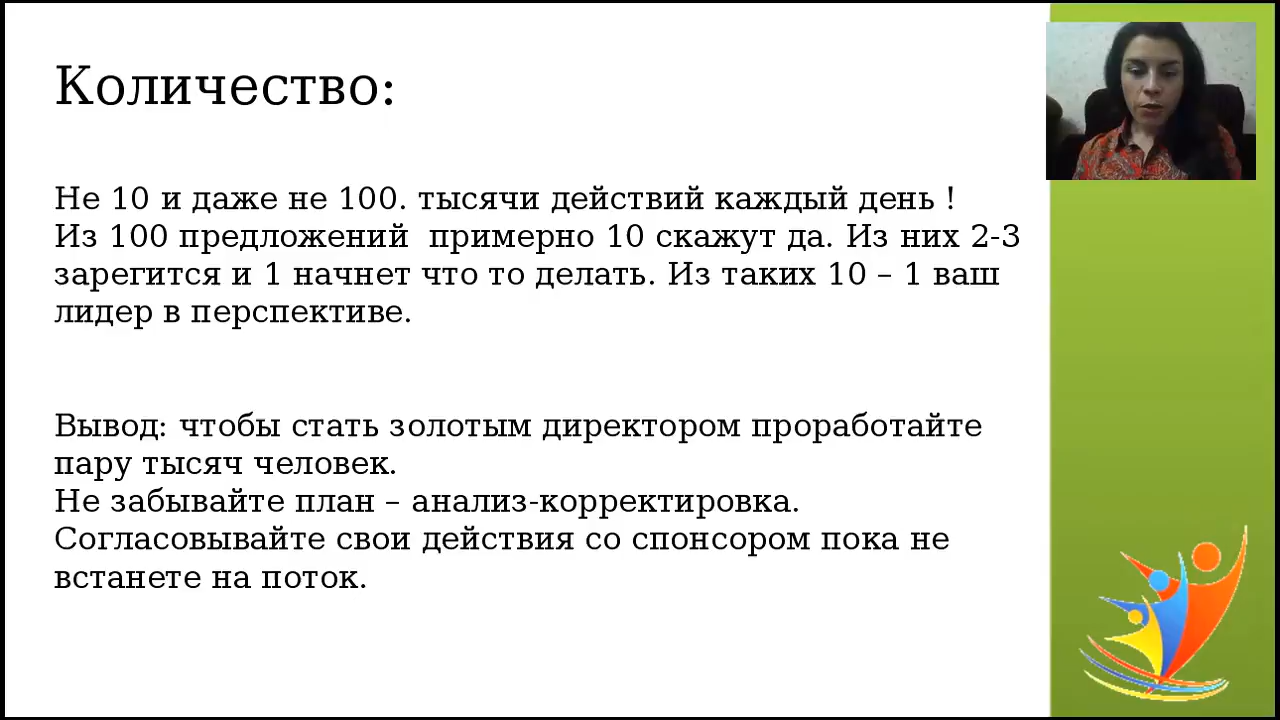 Количество:
Не 10 и даже не 100. тысячи действий каждый день !
Из 100 предложений  примерно 10 скажут да. Из них 2-3
зарегится и 1 начнет что то делать. Из таких 10 – 1 ваш
лидер в перспективе.
Вывод: чтобы стать золотым директором проработайте
пару тысяч человек.
Не забывайте план – анализ-корректировка.
Согласовывайте свои действия со спонсором пока не
встанете на поток.